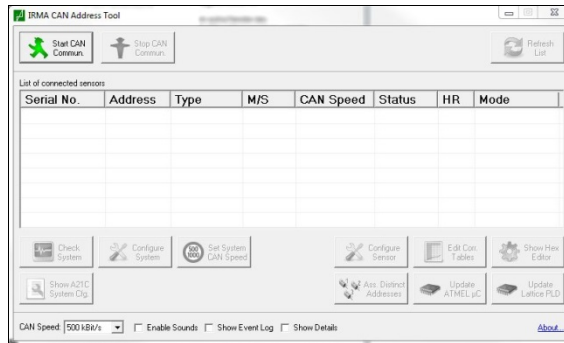 IRMA CAN Address Tool
Start CAN
Commun.
Stop CAN
Commun.
Refresh
List
List of connected sensors
Serial No. Address Type M/S CAN Speed Status HR Mode
Check
System
Configure
System
Set System
CAN Speed
Configure
Sensor
Edit Con.
Tables
Show Hex
Editor
Show A21C
System Cfg.
Ass. Distinct
Addresses
Update
ATMEL µC
Update
Lattice PLD
CAN Speed: 500 kBit/s Enable Sounds Show Event Log Show Details About...